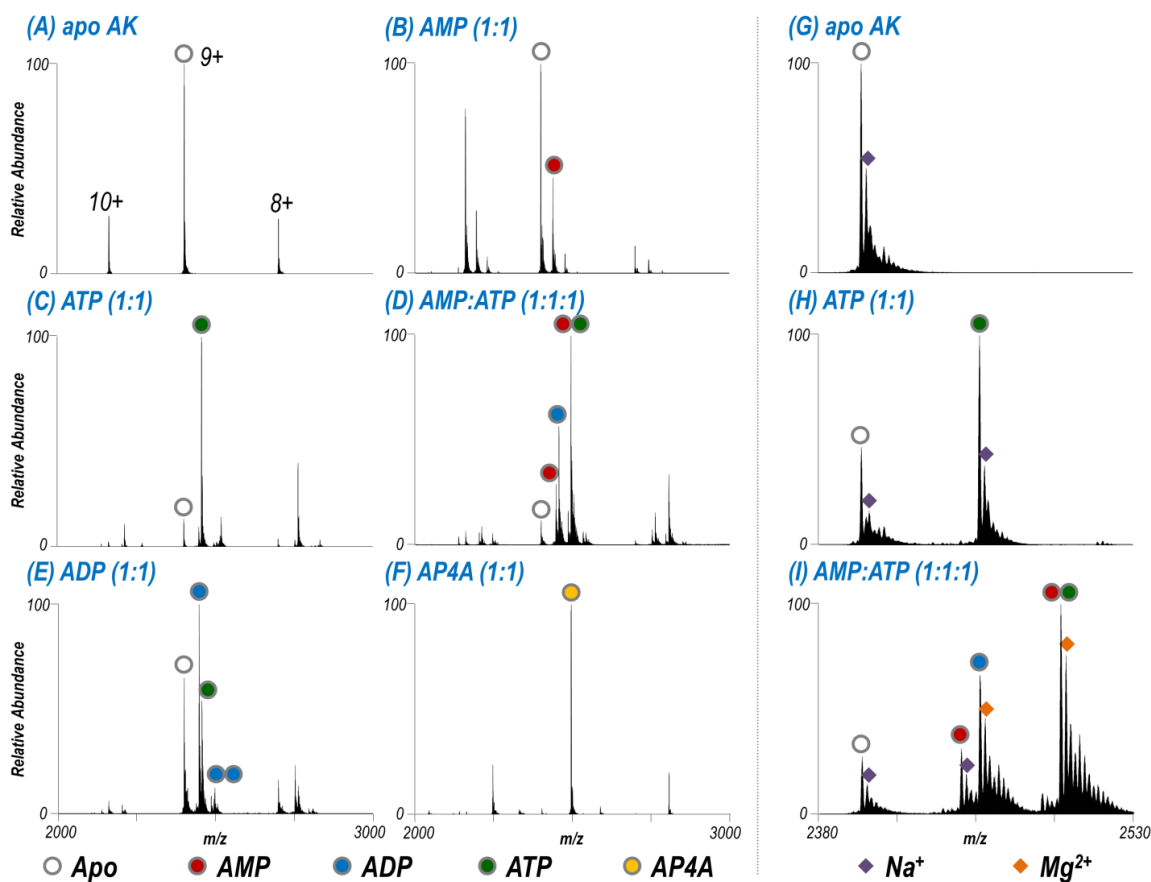 (A) apo AK
(B) AMP (1:1)
(G) apo AK
100
9+
10+
8+
Relative Abundance
0
100
0
100
0
(C) ATP (1:1)
(D) AMP:ATP (1:1:1)
(H) ATP (1:1)
100
Relative Abundance
0
100
0
100
0
(E) ADP (1:1)
(F) AP4A (1:1)
(I) AMP:ATP (1:1:1)
100
Relative Abundance
0
100
0
100
0
2000
m/z
3000
2000
m/z
3000
2380
m/z
2530
Apo
AMP
ADP
ATP
AP4A
Na⁺
Mg²⁺